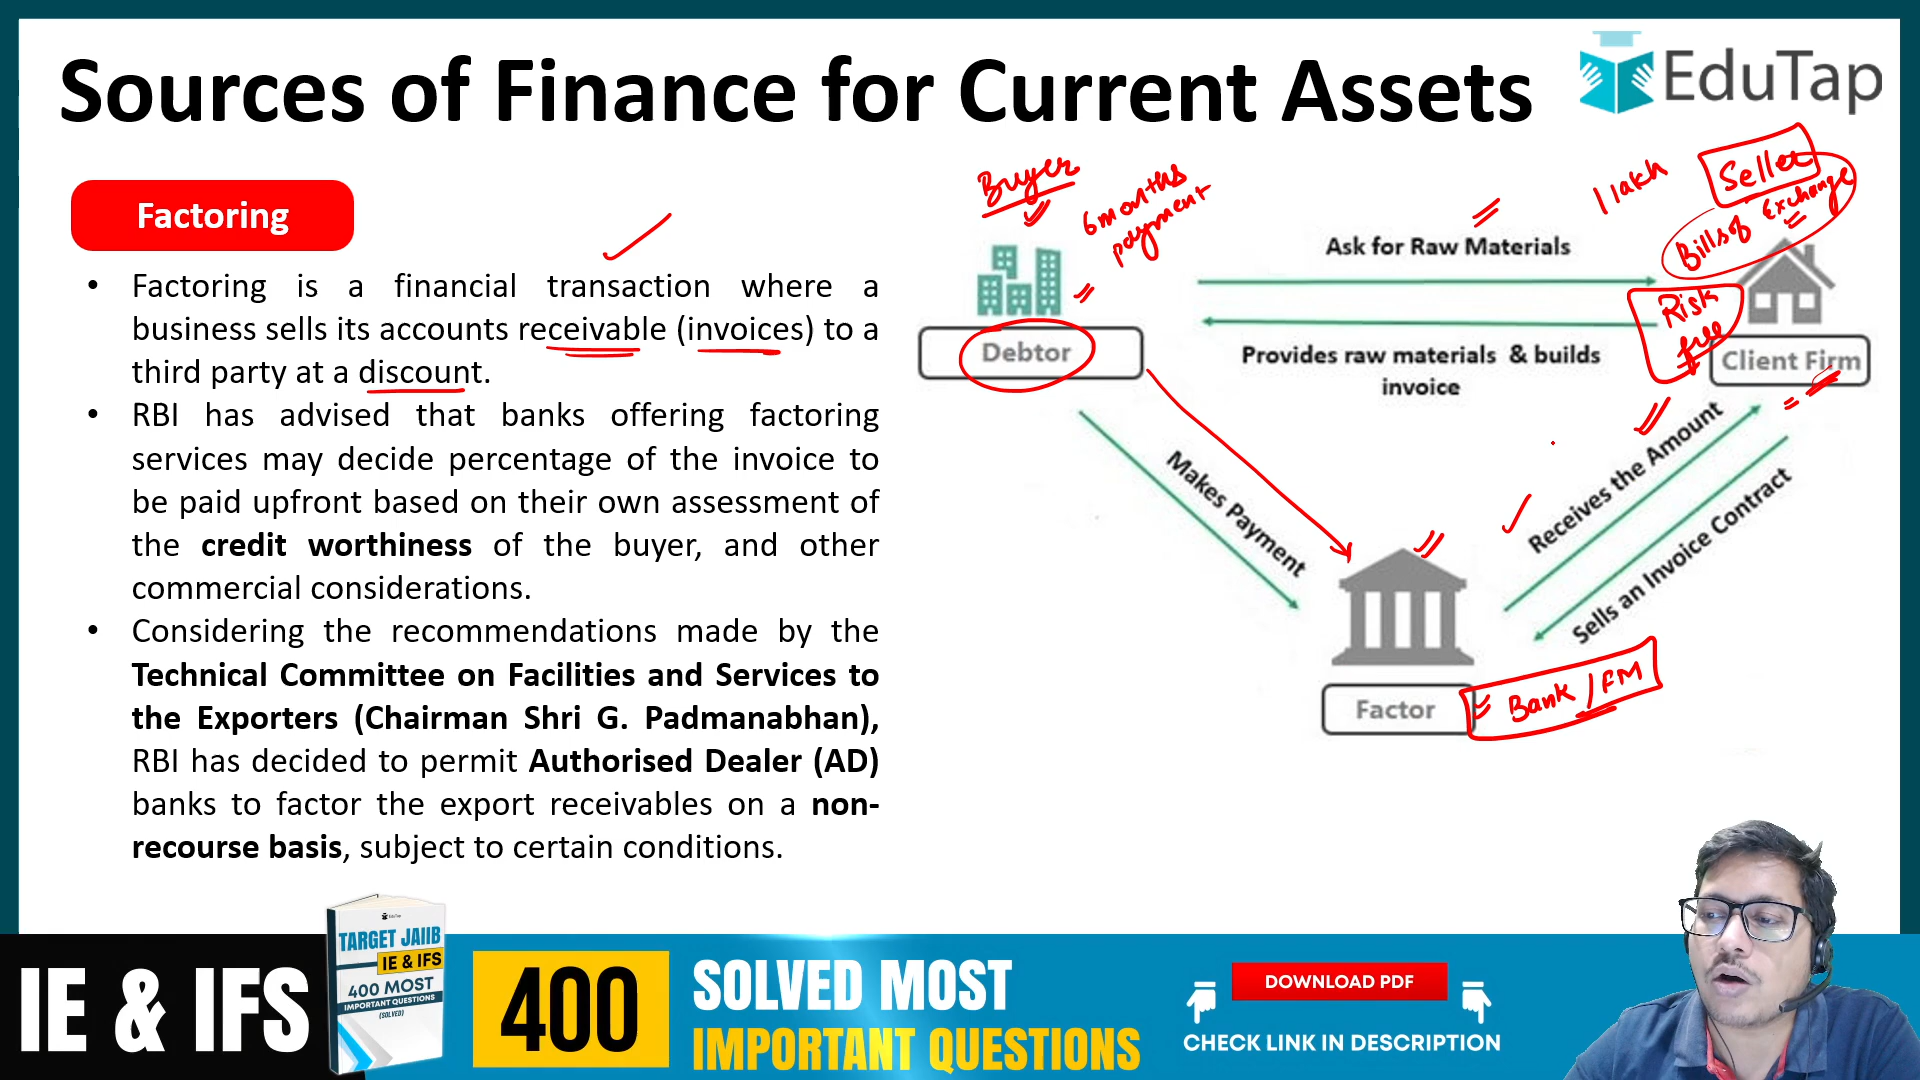 Sources of Finance for Current Assets
EduTap
Factoring
• Factoring is a financial transaction where a
business sells its accounts receivable (invoices) to a
third party at a discount.
• RBI has advised that banks offering factoring
services may decide percentage of the invoice to
be paid upfront based on their own assessment of
the credit worthiness of the buyer, and other
commercial considerations.
• Considering the recommendations made by the
Technical Committee on Facilities and Services to
the Exporters (Chairman Shri G. Padmanabhan),
RBI has decided to permit Authorised Dealer (AD)
banks to factor the export receivables on a non-
recourse basis, subject to certain conditions.
Buyer
6 months
payment
1 lakh
Seller
Bills of Exchange
Ask for Raw Materials
Risk
free
Debtor
Provides raw materials & builds
invoice
Client Firm
Makes Payment
Receives the Amount
Sells an Invoice Contract
Factor
Bank / FM
IE & IFS
EduTap
TARGET JAIIB
IE & IFS
400 MOST
IMPORTANT QUESTIONS
(SOLVED)
400
SOLVED MOST
IMPORTANT QUESTIONS
DOWNLOAD PDF
CHECK LINK IN DESCRIPTION